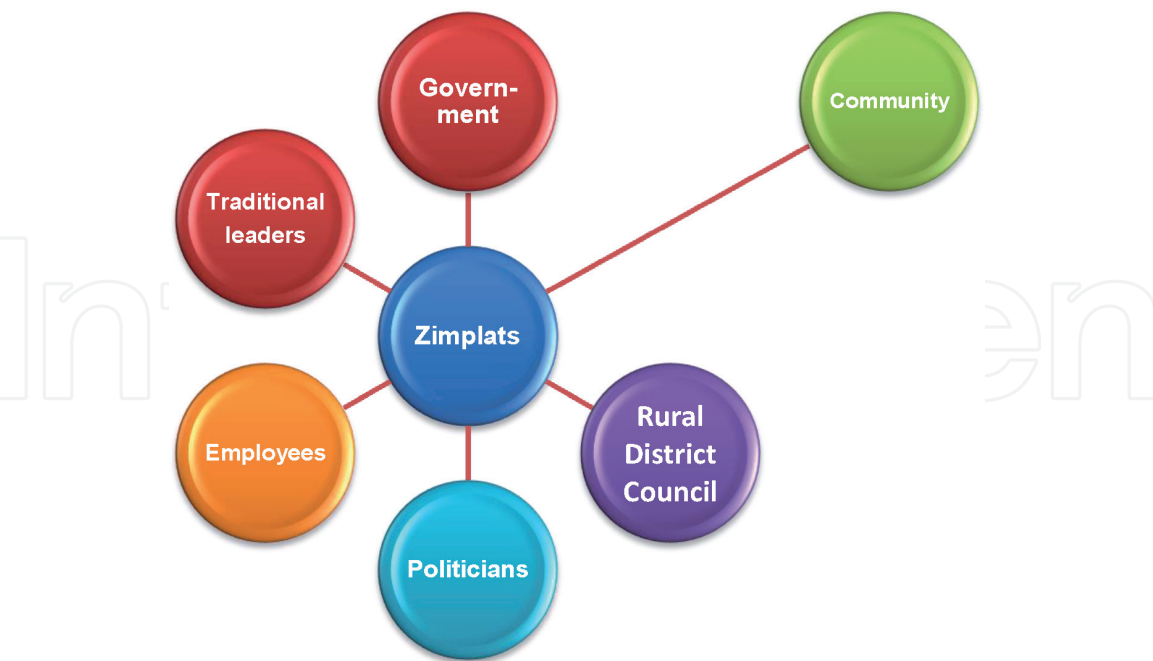 Govern-
ment
Community
Traditional
leaders
Zimplats
Rural
District
Council
Employees
Politicians